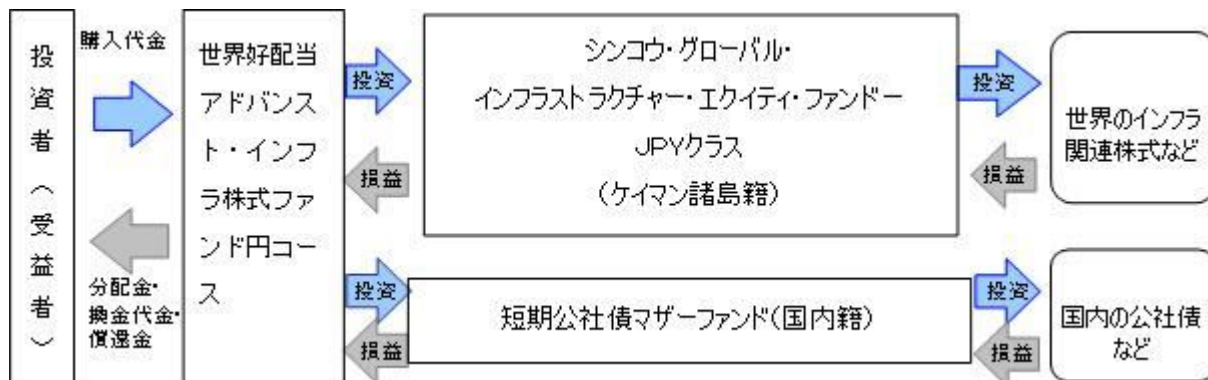 投資者（受益者）
購入代金
分配金・
換金代金・
償還金
世界好配当
アドバンス
ト・インフ
ラ株式ファ
ンド円コー
ス
投資
損益
シンコウ・グローバル・
インフラストラクチャー・エクイティ・ファンドー
JPYクラス
（ケイマン諸島籍）
投資
損益
世界のインフラ
関連株式など
投資
損益
短期公社債マザーファンド（国内籍）
投資
損益
国内の公社債
など